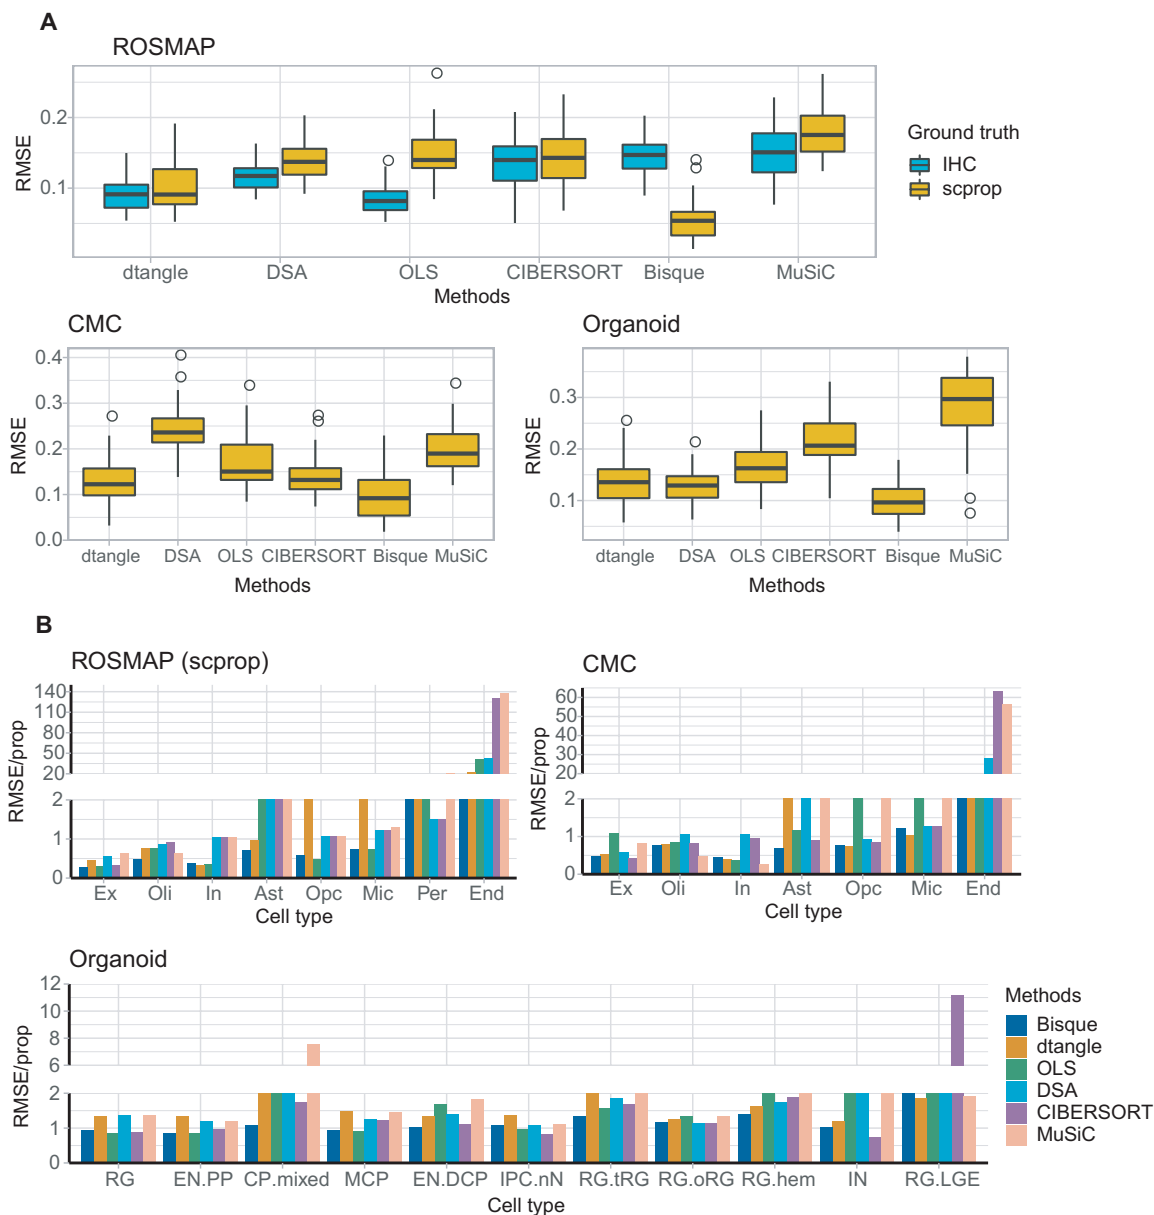 A
ROSMAP
RMSE
0.2
0.1
dtangle DSA OLS CIBERSORT Bisque MuSiC
Methods
Ground truth
IHC
scprop
CMC
RMSE
0.4
0.3
0.2
0.1
0.0
dtangle DSA OLS CIBERSORT Bisque MuSiC
Methods
Organoid
RMSE
0.3
0.2
0.1
dtangle DSA OLS CIBERSORT Bisque MuSiC
Methods
B
ROSMAP (scprop)
RMSE/prop
140
110
80
50
20
2
1
0
Ex Oli In Ast Opc Mic Per End
Cell type
CMC
RMSE/prop
60
50
40
30
20
2
1
0
Ex Oli In Ast Opc Mic End
Cell type
Organoid
RMSE/prop
12
10
8
6
2
1
0
RG EN.PP CP.mixed MCP EN.DCP IPC.nN RG.tRG RG.oRG RG.hem IN RG.LGE
Cell type
Methods
Bisque
dtangle
OLS
DSA
CIBERSORT
MuSiC